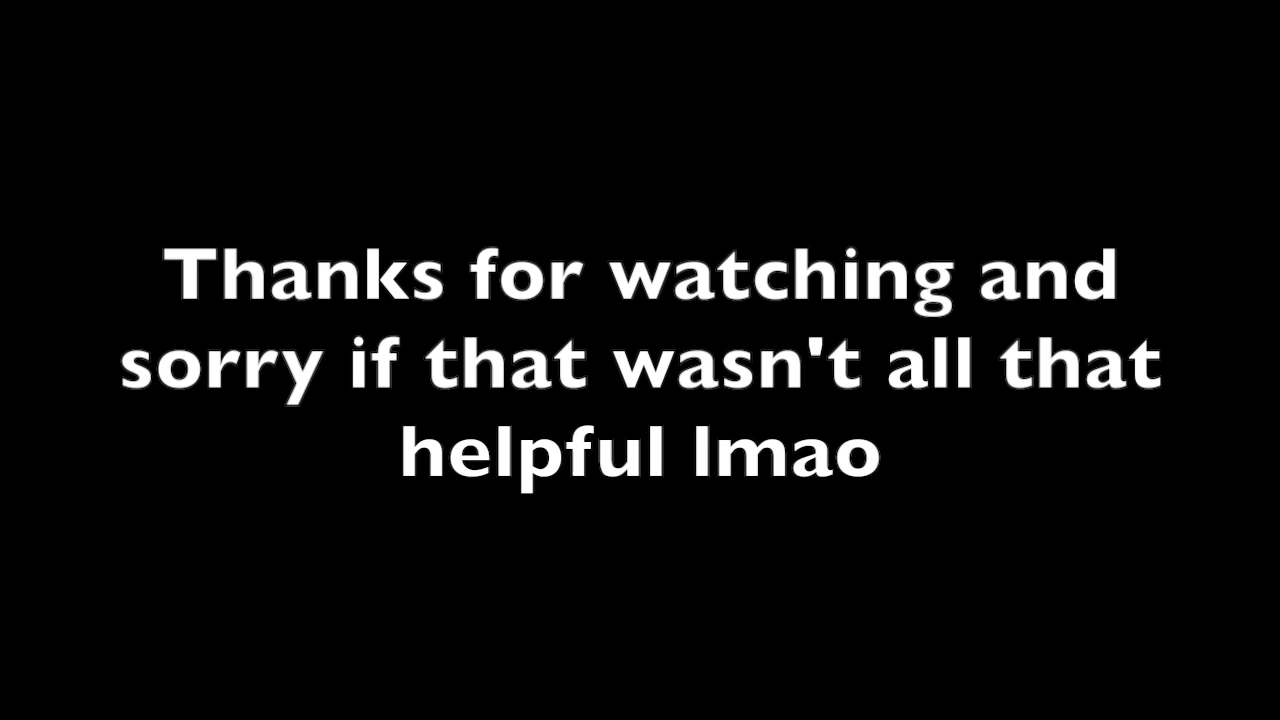 Thanks for watching and
sorry if that wasn't all that
helpful lmao